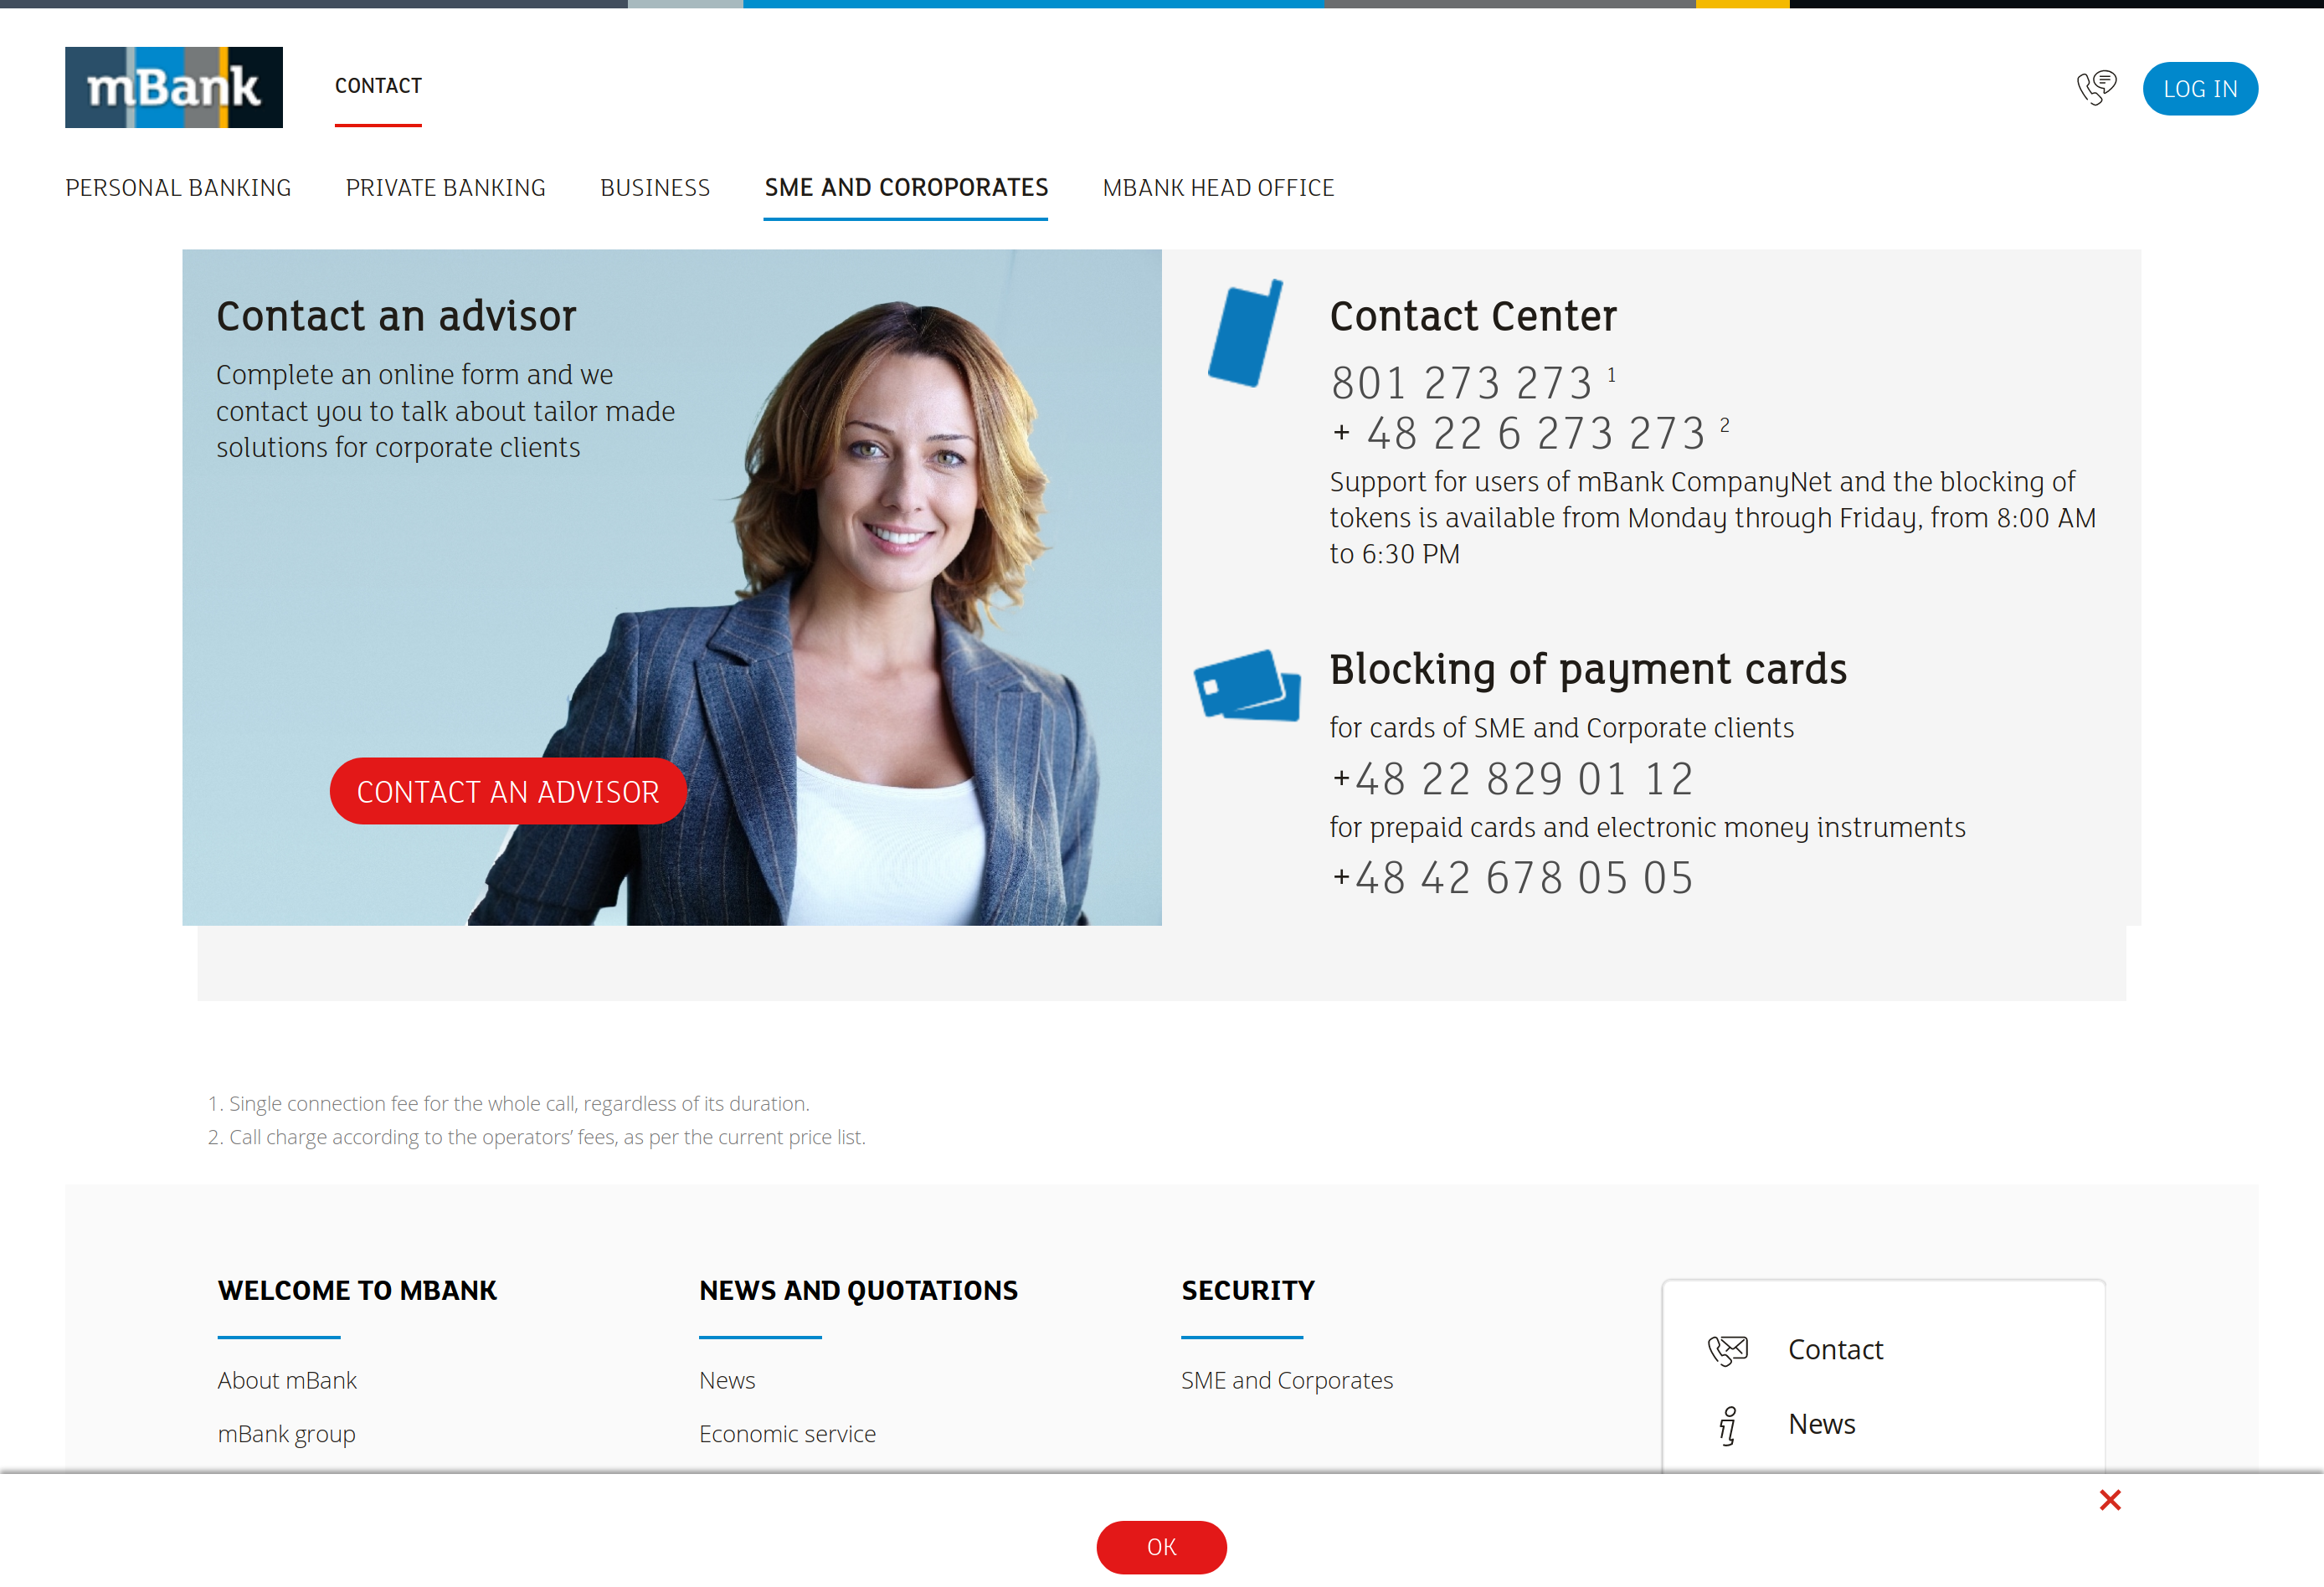 mBank
CONTACT
LOG IN
PERSONAL BANKING
PRIVATE BANKING
BUSINESS
SME AND COROPORATES
MBANK HEAD OFFICE
Contact an advisor
Complete an online form and we
contact you to talk about tailor made
solutions for corporate clients
CONTACT AN ADVISOR
Contact Center
801 273 273 1
+ 48 22 6 273 273 2
Support for users of mBank CompanyNet and the blocking of
tokens is available from Monday through Friday, from 8:00 AM
to 6:30 PM
Blocking of payment cards
for cards of SME and Corporate clients
+48 22 829 01 12
for prepaid cards and electronic money instruments
+48 42 678 05 05
1. Single connection fee for the whole call, regardless of its duration.
2. Call charge according to the operators’ fees, as per the current price list.
WELCOME TO MBANK
About mBank
mBank group
NEWS AND QUOTATIONS
News
Economic service
SECURITY
SME and Corporates
Contact
News
OK